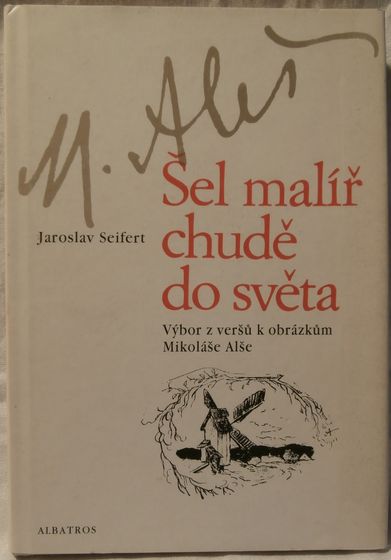 M. Aleš
Šel malíř
Jaroslav Seifert
chudě
do světa
Výbor z veršů k obrázkům
Mikoláše Alše
ALBATROS